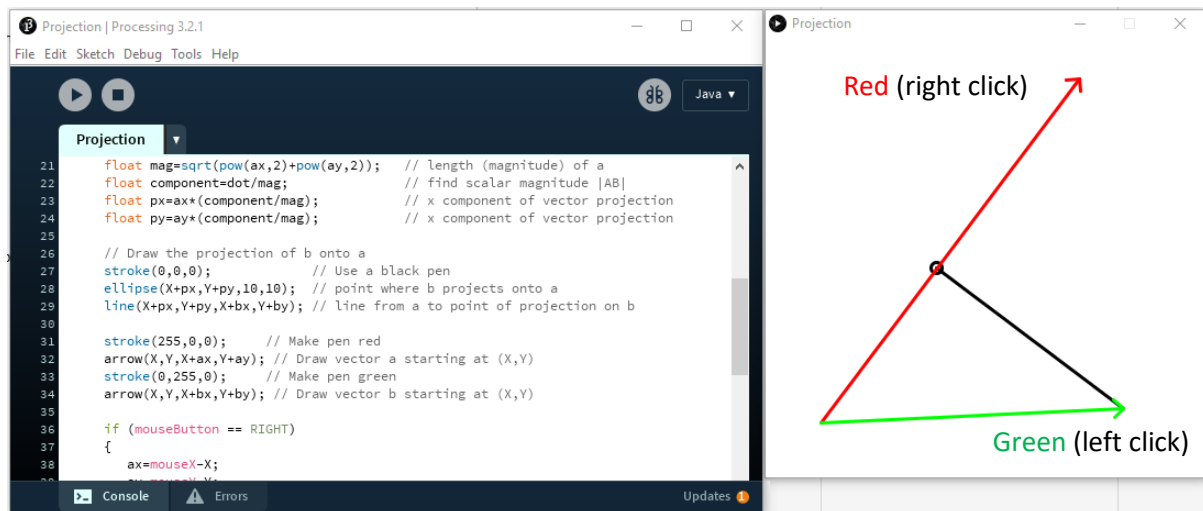 Projection | Processing 3.2.1
File Edit Sketch Debug Tools Help
Java ▾
Projection ▾
21 float mag=sqrt(pow(ax,2)+pow(ay,2)); // length (magnitude) of a
22 float component=dot/mag; // find scalar magnitude |AB|
23 float px=ax*(component/mag); // x component of vector projection
24 float py=ay*(component/mag); // x component of vector projection
25
26 // Draw the projection of b onto a
27 stroke(0,0,0); // Use a black pen
28 ellipse(X+px,Y+py,10,10); // point where b projects onto a
29 line(X+px,Y+py,X+bx,Y+by); // line from a to point of projection on b
30
31 stroke(255,0,0); // Make pen red
32 arrow(X,Y,X+ax,Y+ay); // Draw vector a starting at (X,Y)
33 stroke(0,255,0); // Make pen green
34 arrow(X,Y,X+bx,Y+by); // Draw vector b starting at (X,Y)
35
36 if (mouseButton == RIGHT)
37 {
38 ax=mouseX-X;
Console Errors Updates 1
Projection
Red (right click)
Green (left click)